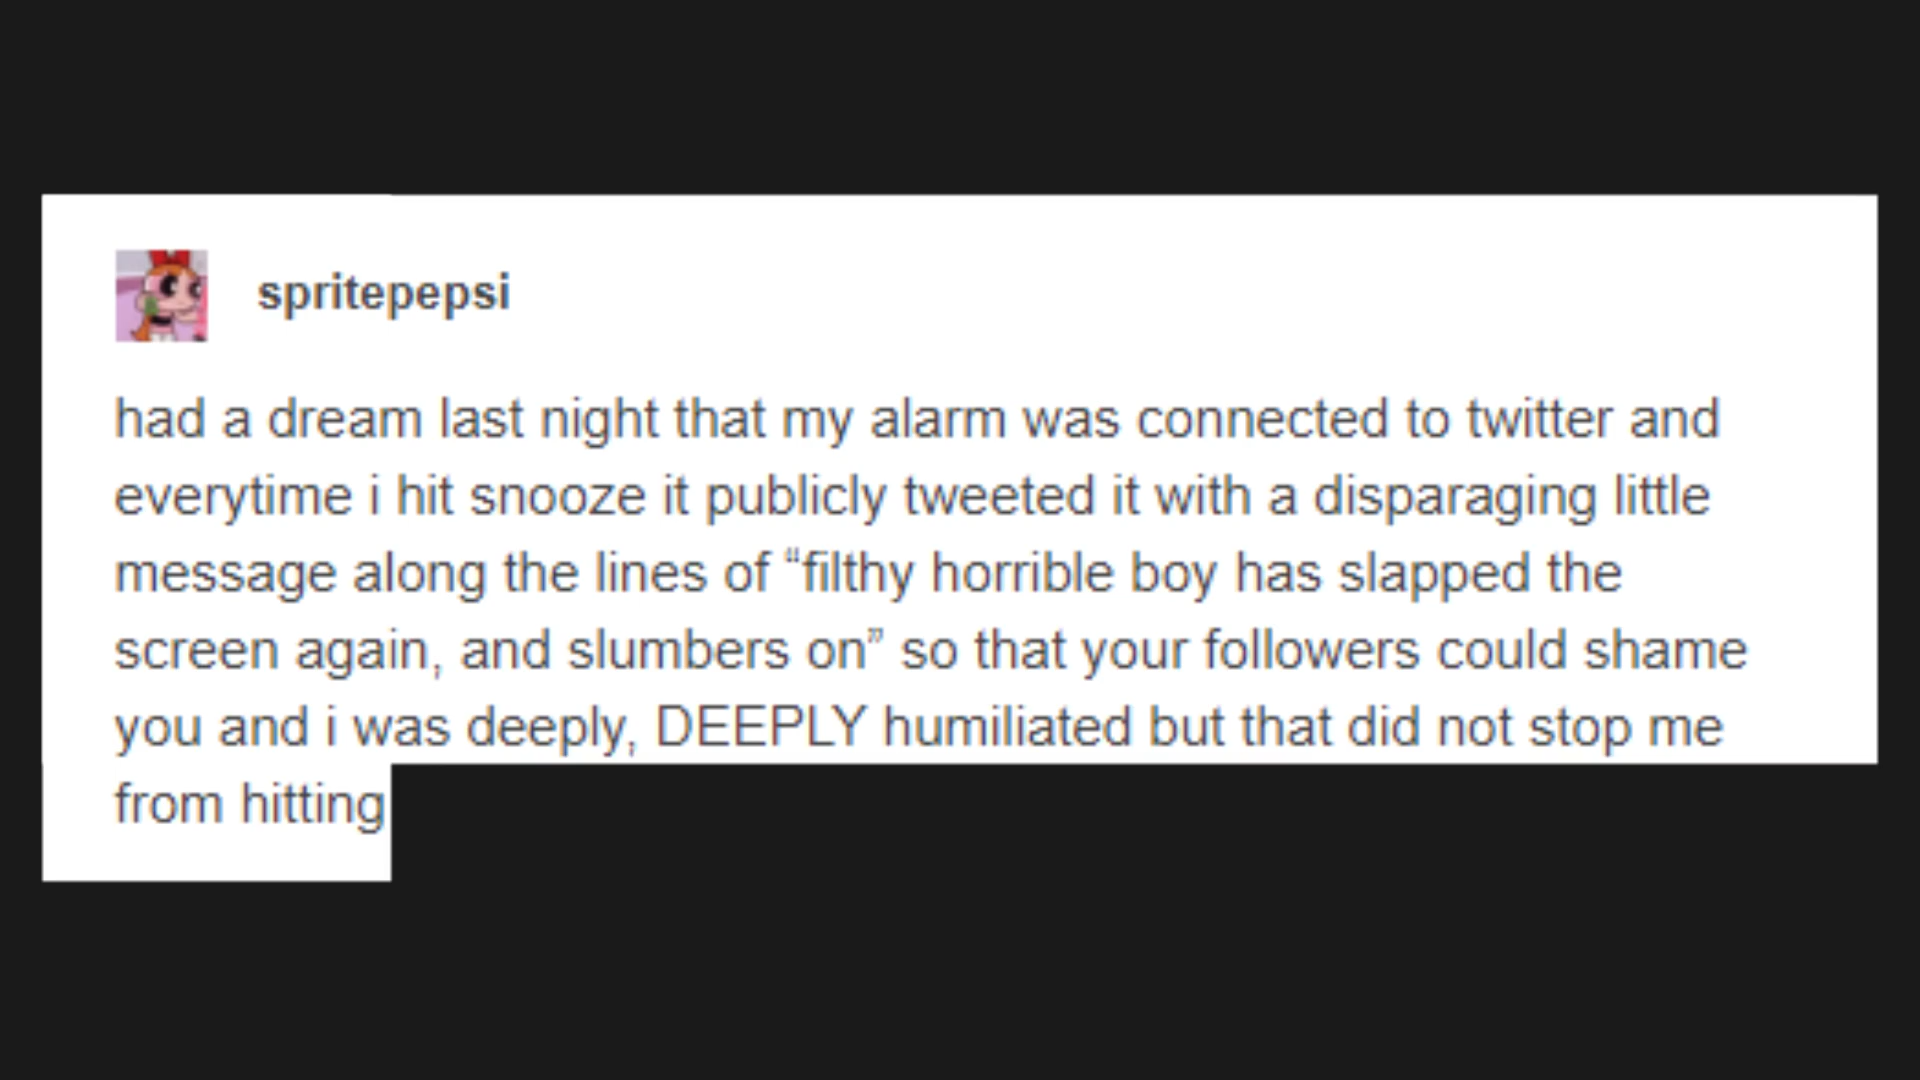 spritepepsi
had a dream last night that my alarm was connected to twitter and
everytime i hit snooze it publicly tweeted it with a disparaging little
message along the lines of “filthy horrible boy has slapped the
screen again, and slumbers on” so that your followers could shame
you and i was deeply, DEEPLY humiliated but that did not stop me
from hitting